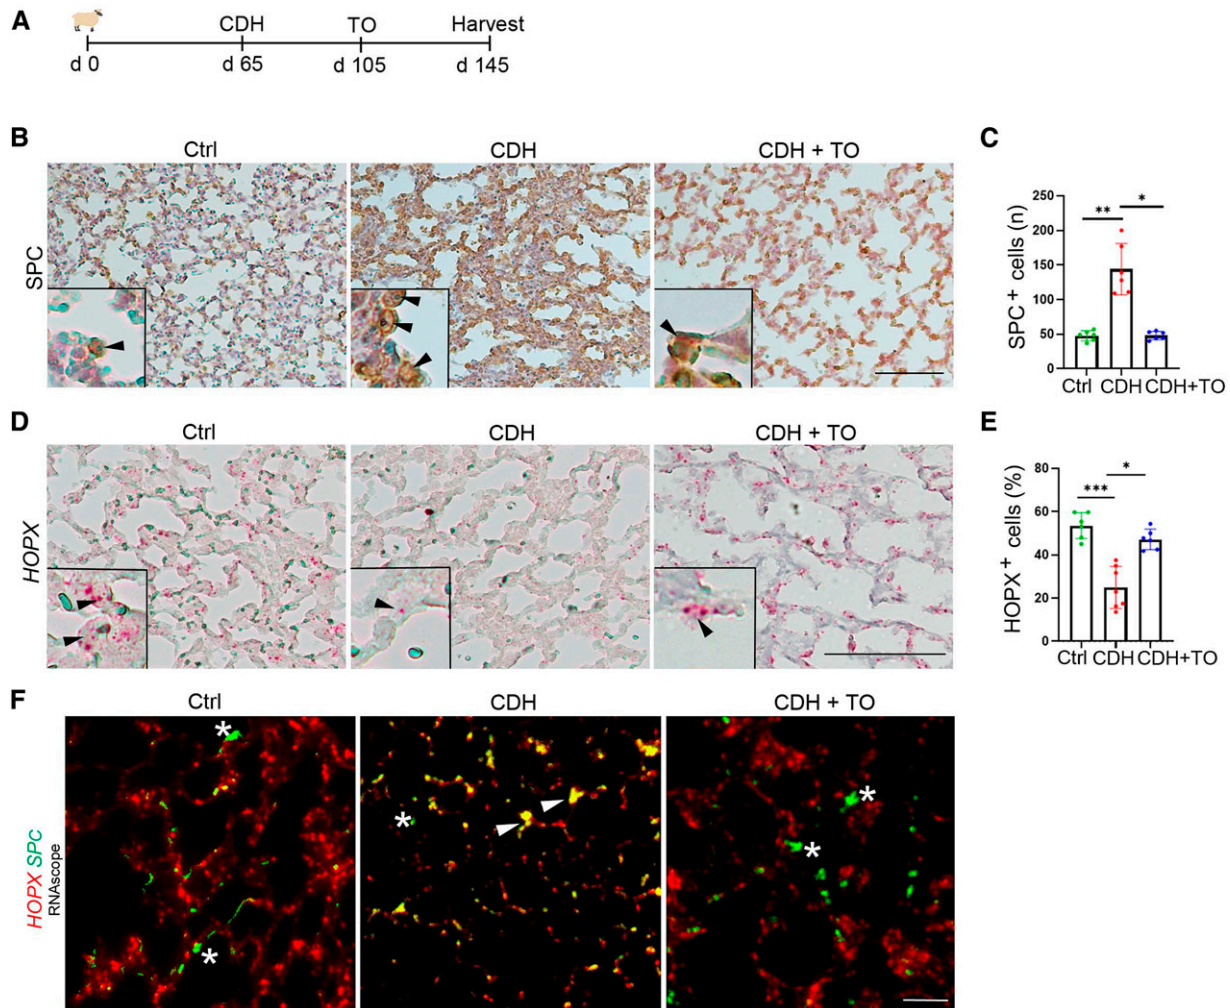 A
CDH TO Harvest
d 0 d 65 d 105 d 145
B
Ctrl CDH CDH + TO
SPC
C
SPC + cells (n)
250
200
150
100
50
0
** *
Ctrl CDH CDH+TO
D
Ctrl CDH CDH + TO
HOPX
E
HOPX + cells (%)
80
60
40
20
0
*** *
Ctrl CDH CDH+TO
F
Ctrl CDH CDH + TO
HOPX SPC
RNAscope
* * * * *